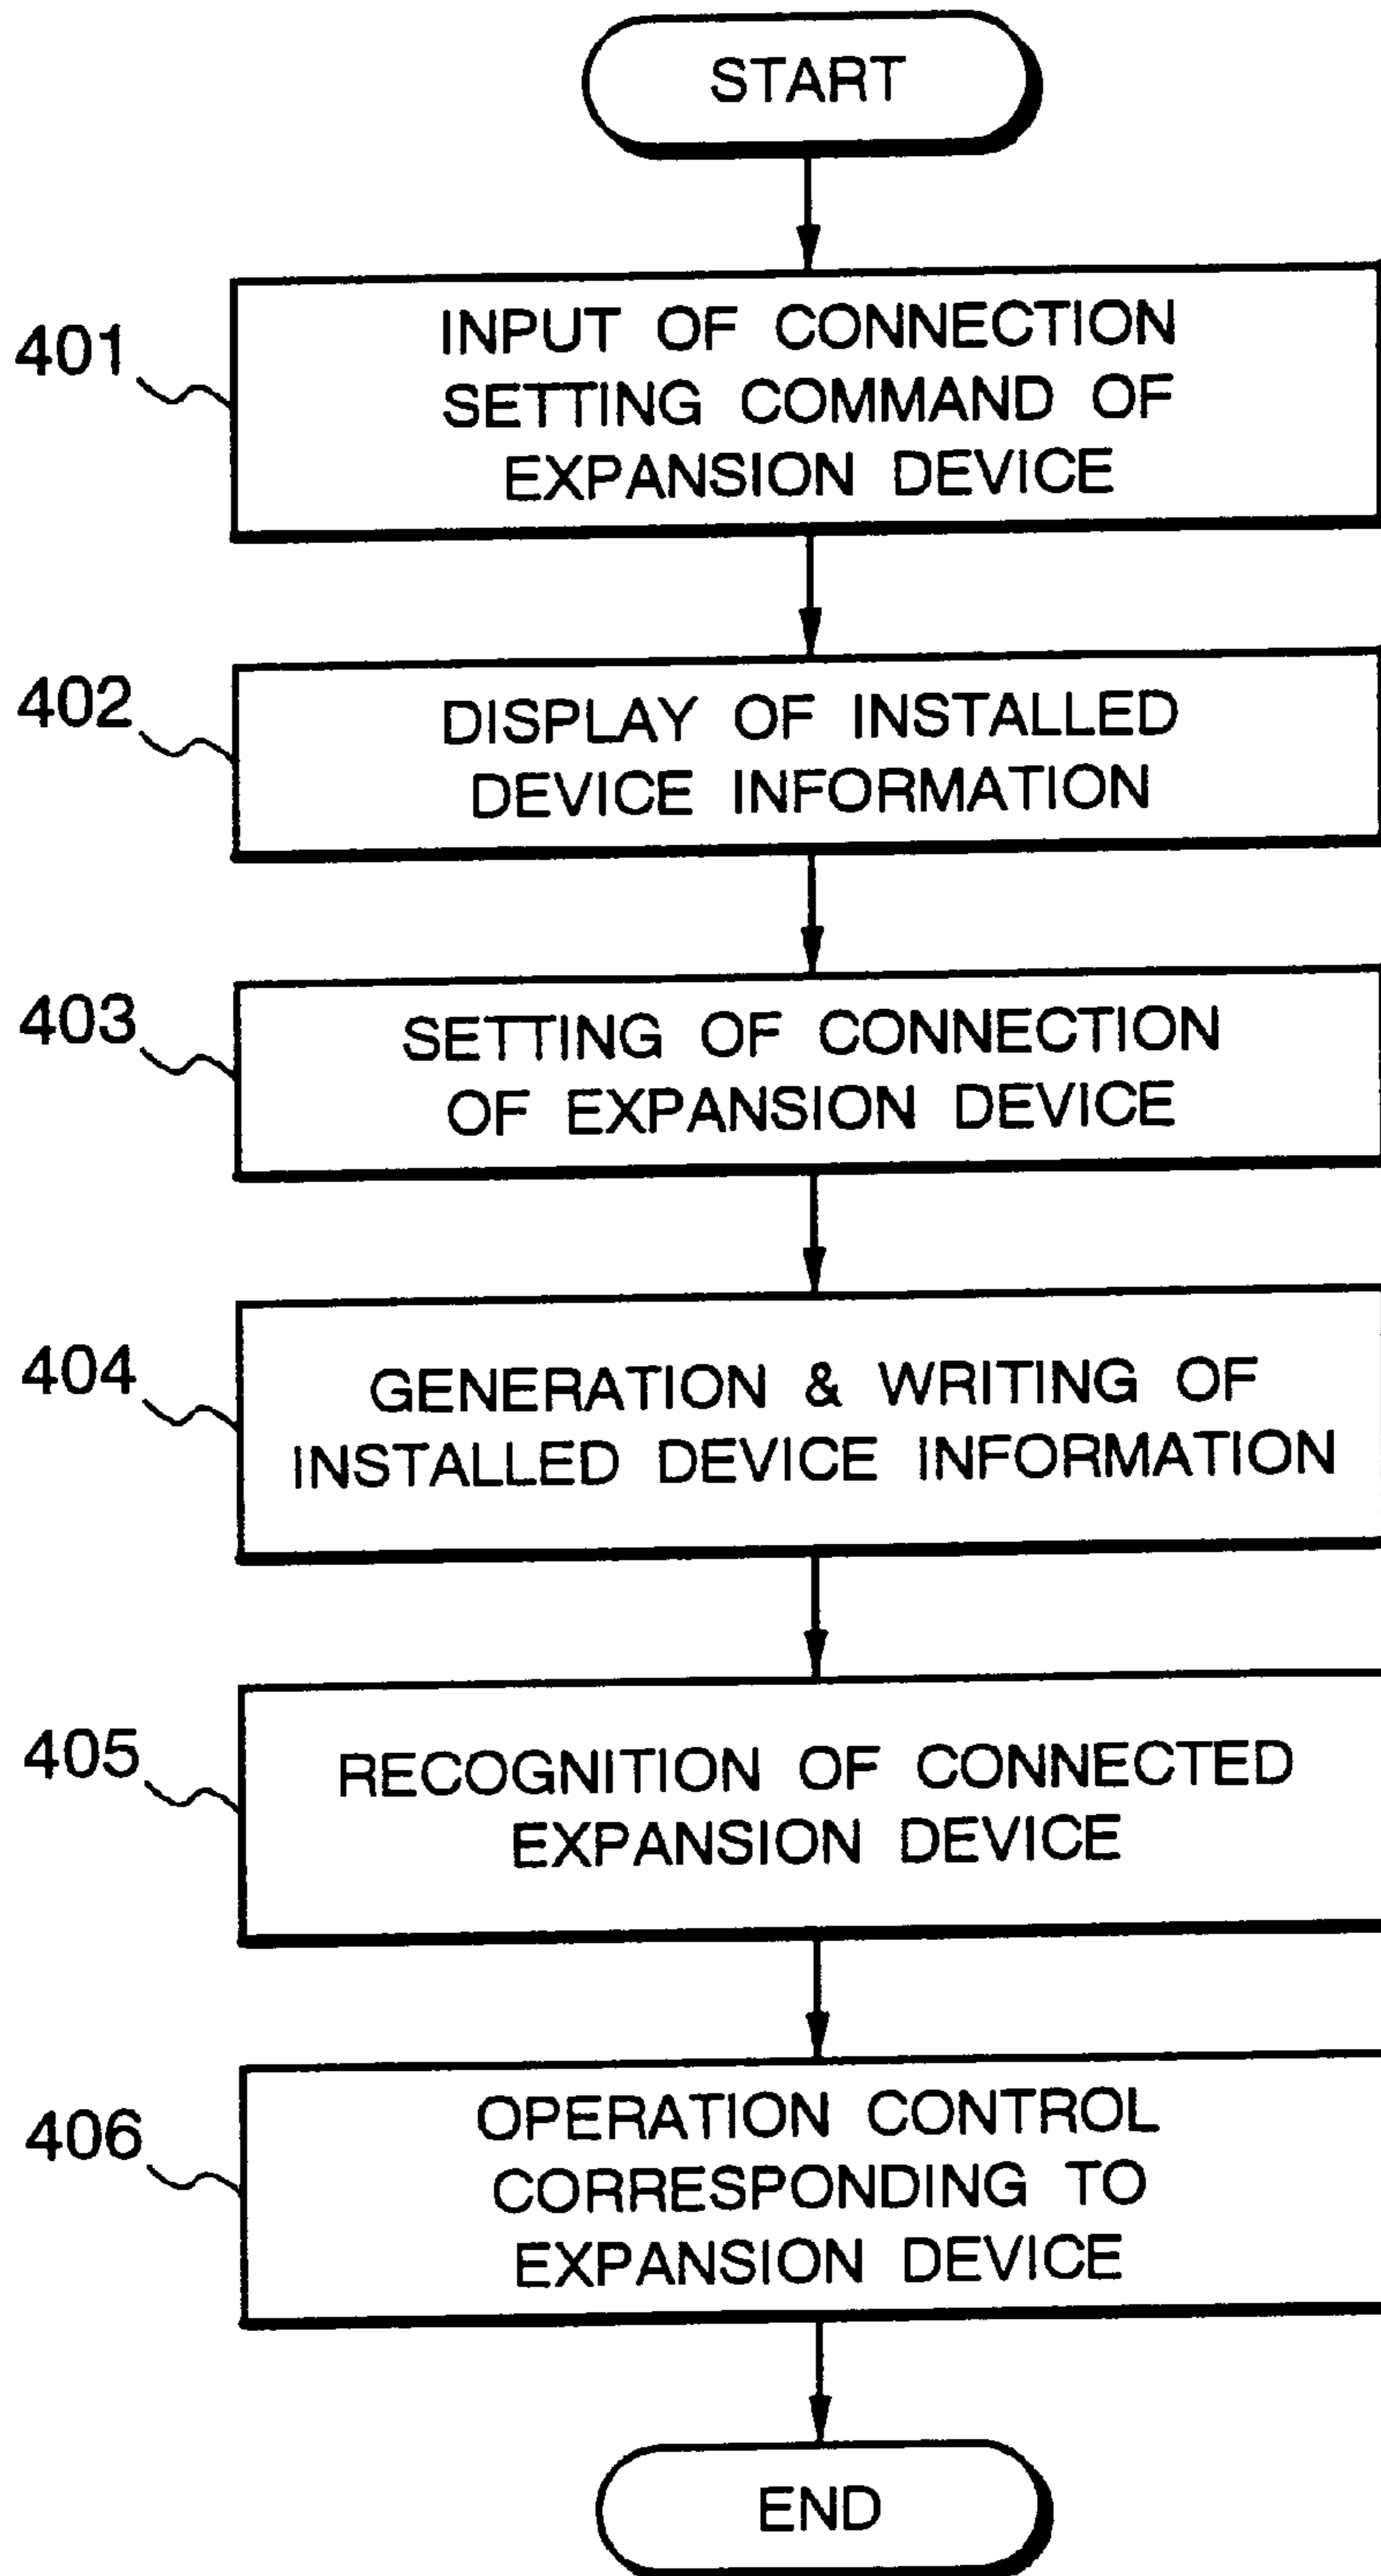 START
401
INPUT OF CONNECTION
SETTING COMMAND OF
EXPANSION DEVICE
402
DISPLAY OF INSTALLED
DEVICE INFORMATION
403
SETTING OF CONNECTION
OF EXPANSION DEVICE
404
GENERATION & WRITING OF
INSTALLED DEVICE INFORMATION
405
RECOGNITION OF CONNECTED
EXPANSION DEVICE
406
OPERATION CONTROL
CORRESPONDING TO
EXPANSION DEVICE
END